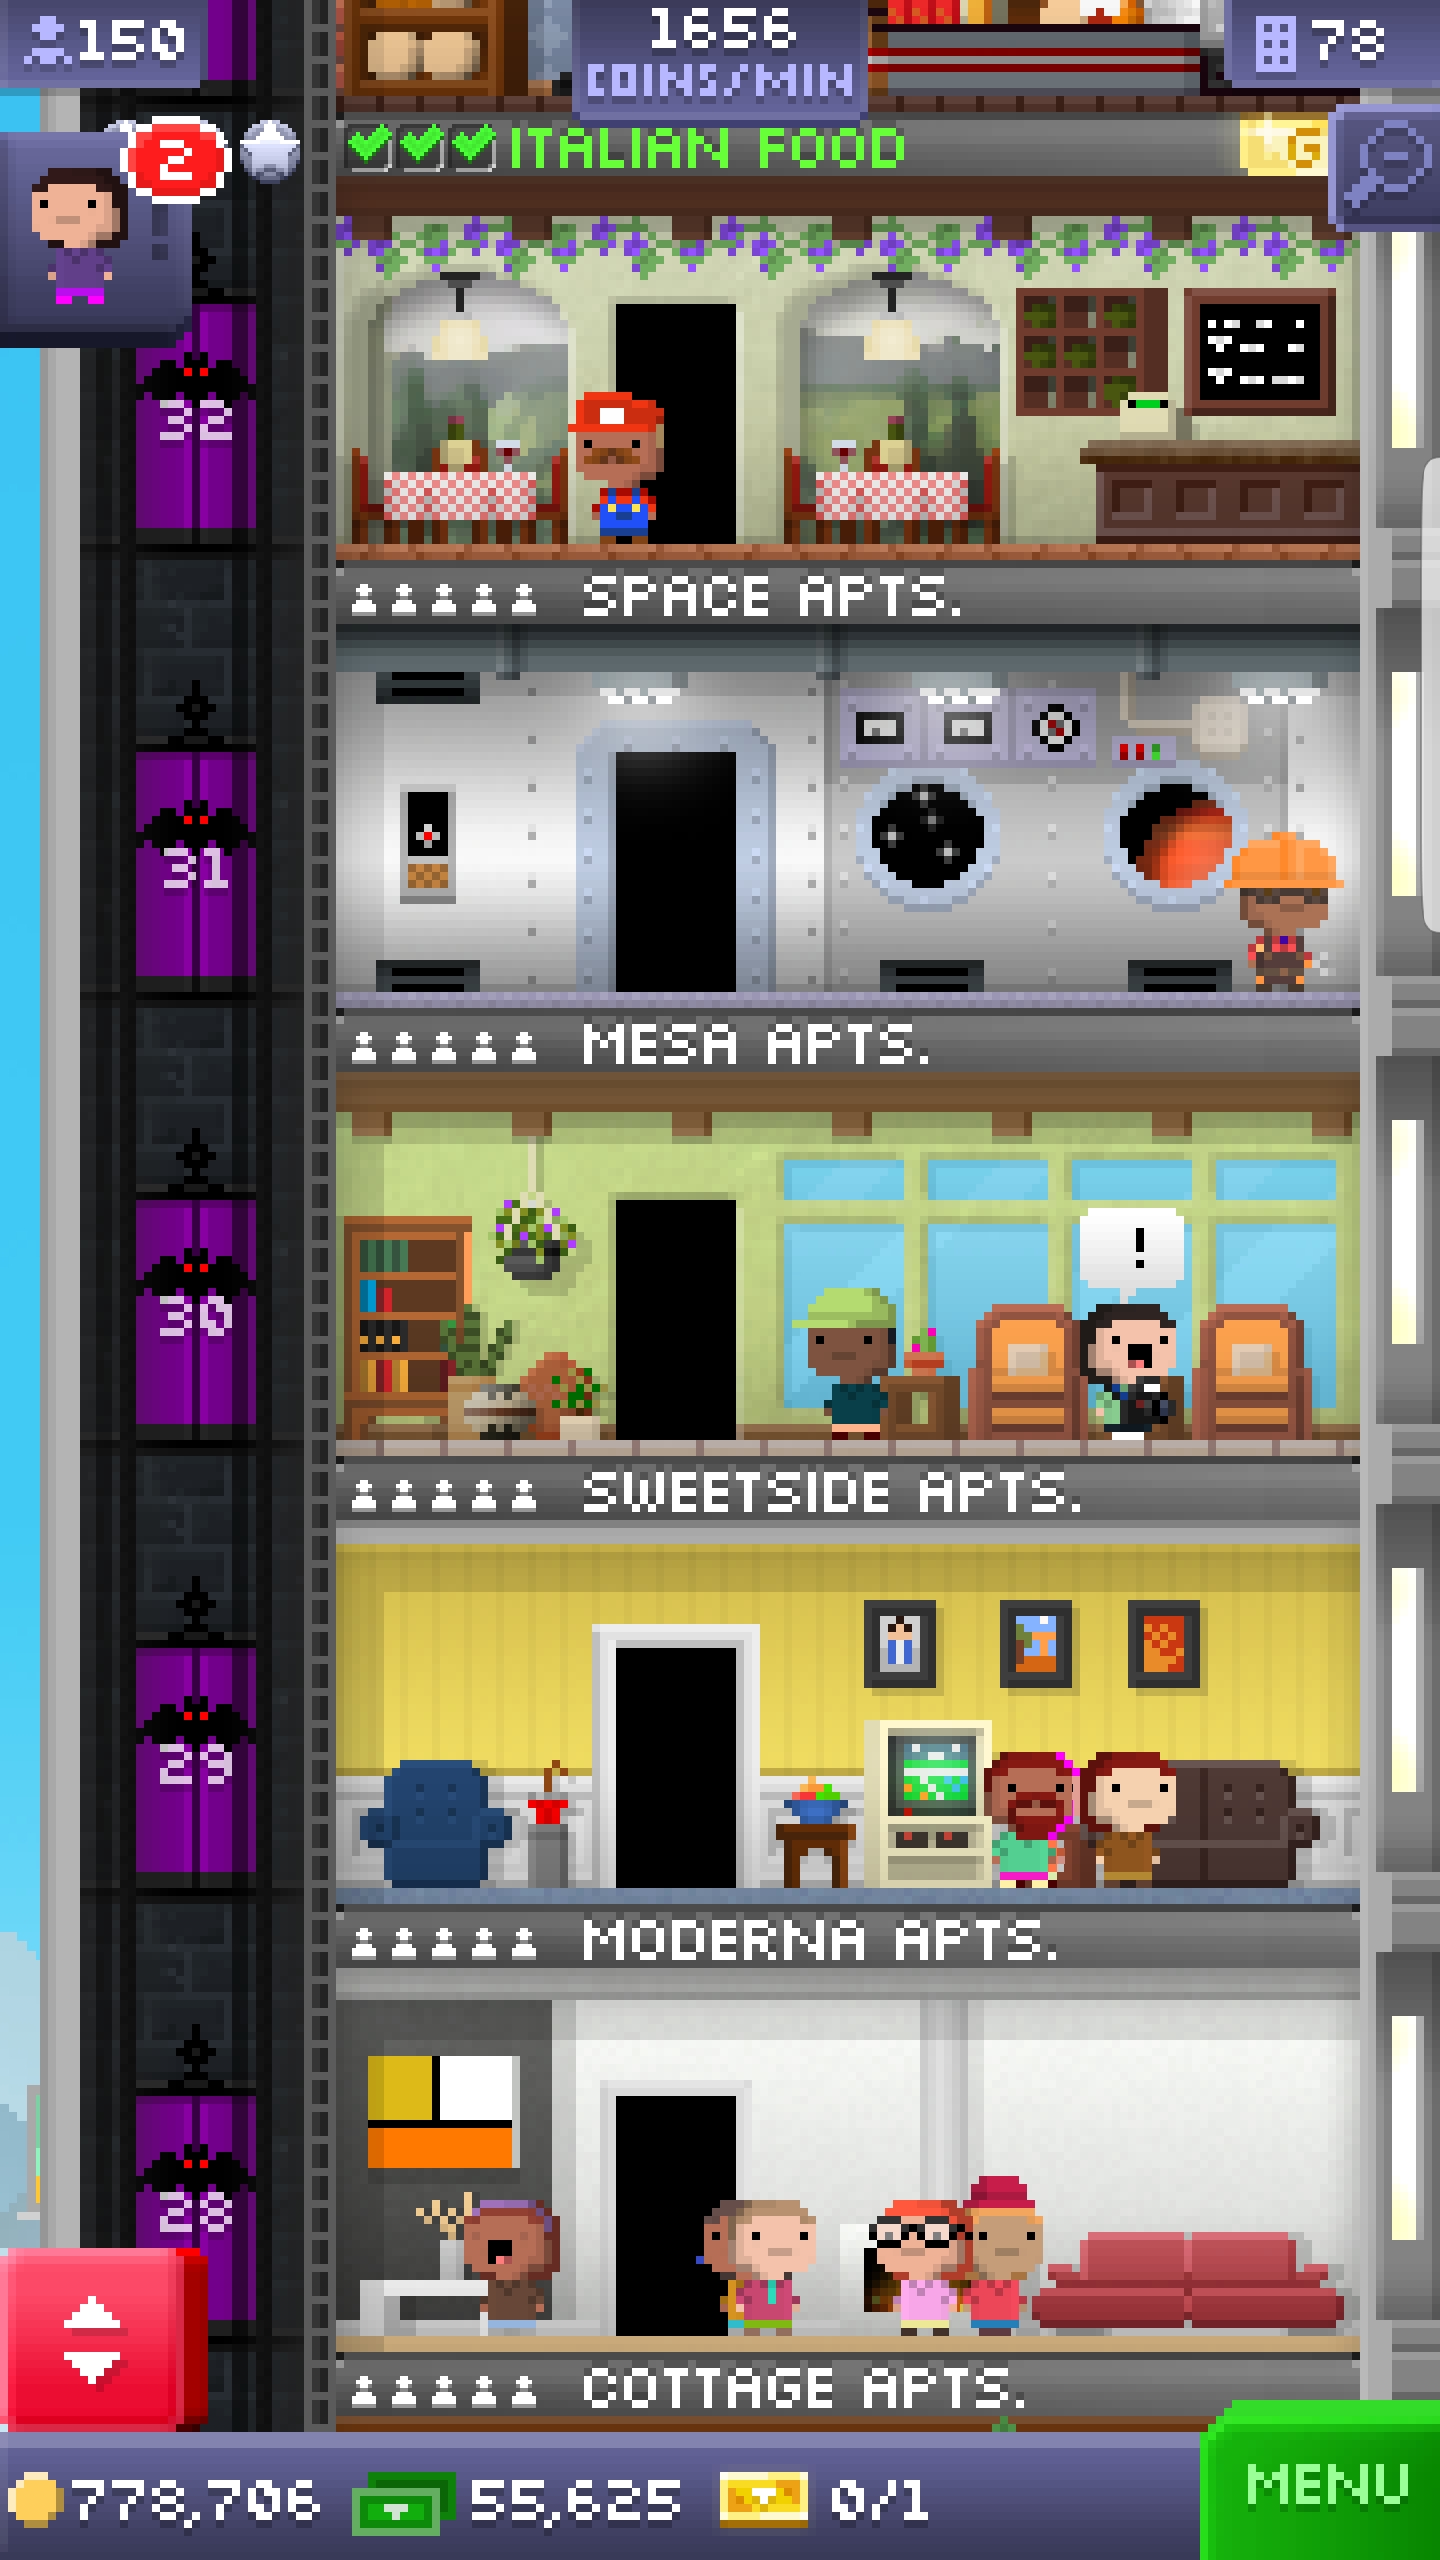 150
1656
COINS/MIN
78
2
ITALIAN FOOD
G
32
SPACE APTS.
31
MESA APTS.
30
!
SWEETSIDE APTS.
29
MODERNA APTS.
28
COTTAGE APTS.
778,706
55,625
0/1
MENU